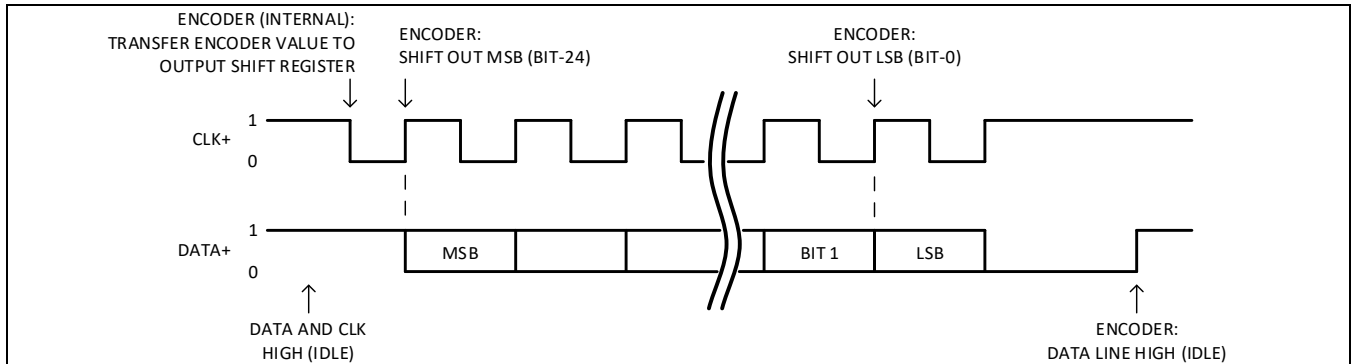 ENCODER (INTERNAL):
TRANSFER ENCODER VALUE TO
OUTPUT SHIFT REGISTER
ENCODER:
SHIFT OUT MSB (BIT-24)
ENCODER:
SHIFT OUT LSB (BIT-0)
1
CLK+
0
1
DATA+
0
MSB
BIT 1
LSB
DATA AND CLK
HIGH (IDLE)
ENCODER:
DATA LINE HIGH (IDLE)